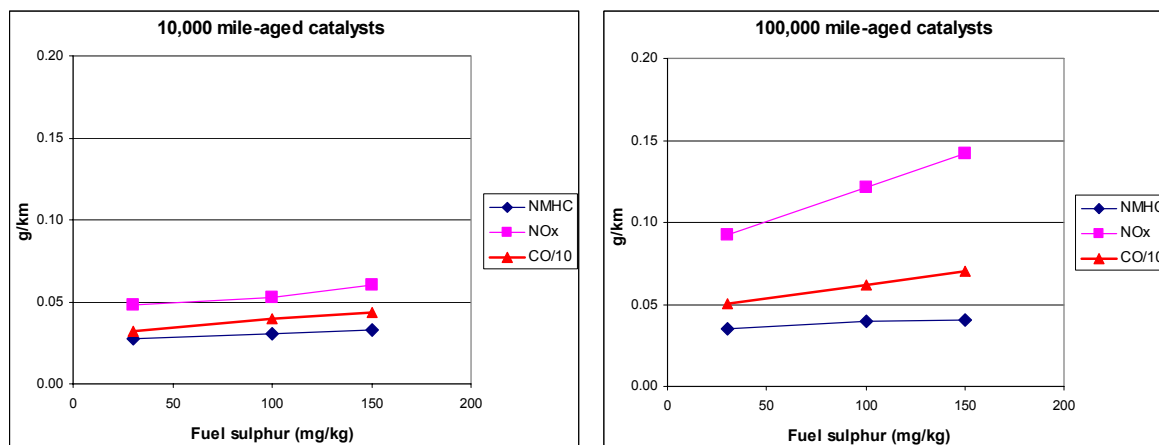 10,000 mile-aged catalysts
0.20
0.15
0.10
0.05
0.00
g/km
0 50 100 150 200
Fuel sulphur (mg/kg)
NMHC
NOx
CO/10
100,000 mile-aged catalysts
0.20
0.15
0.10
0.05
0.00
g/km
0 50 100 150 200
Fuel sulphur (mg/kg)
NMHC
NOx
CO/10